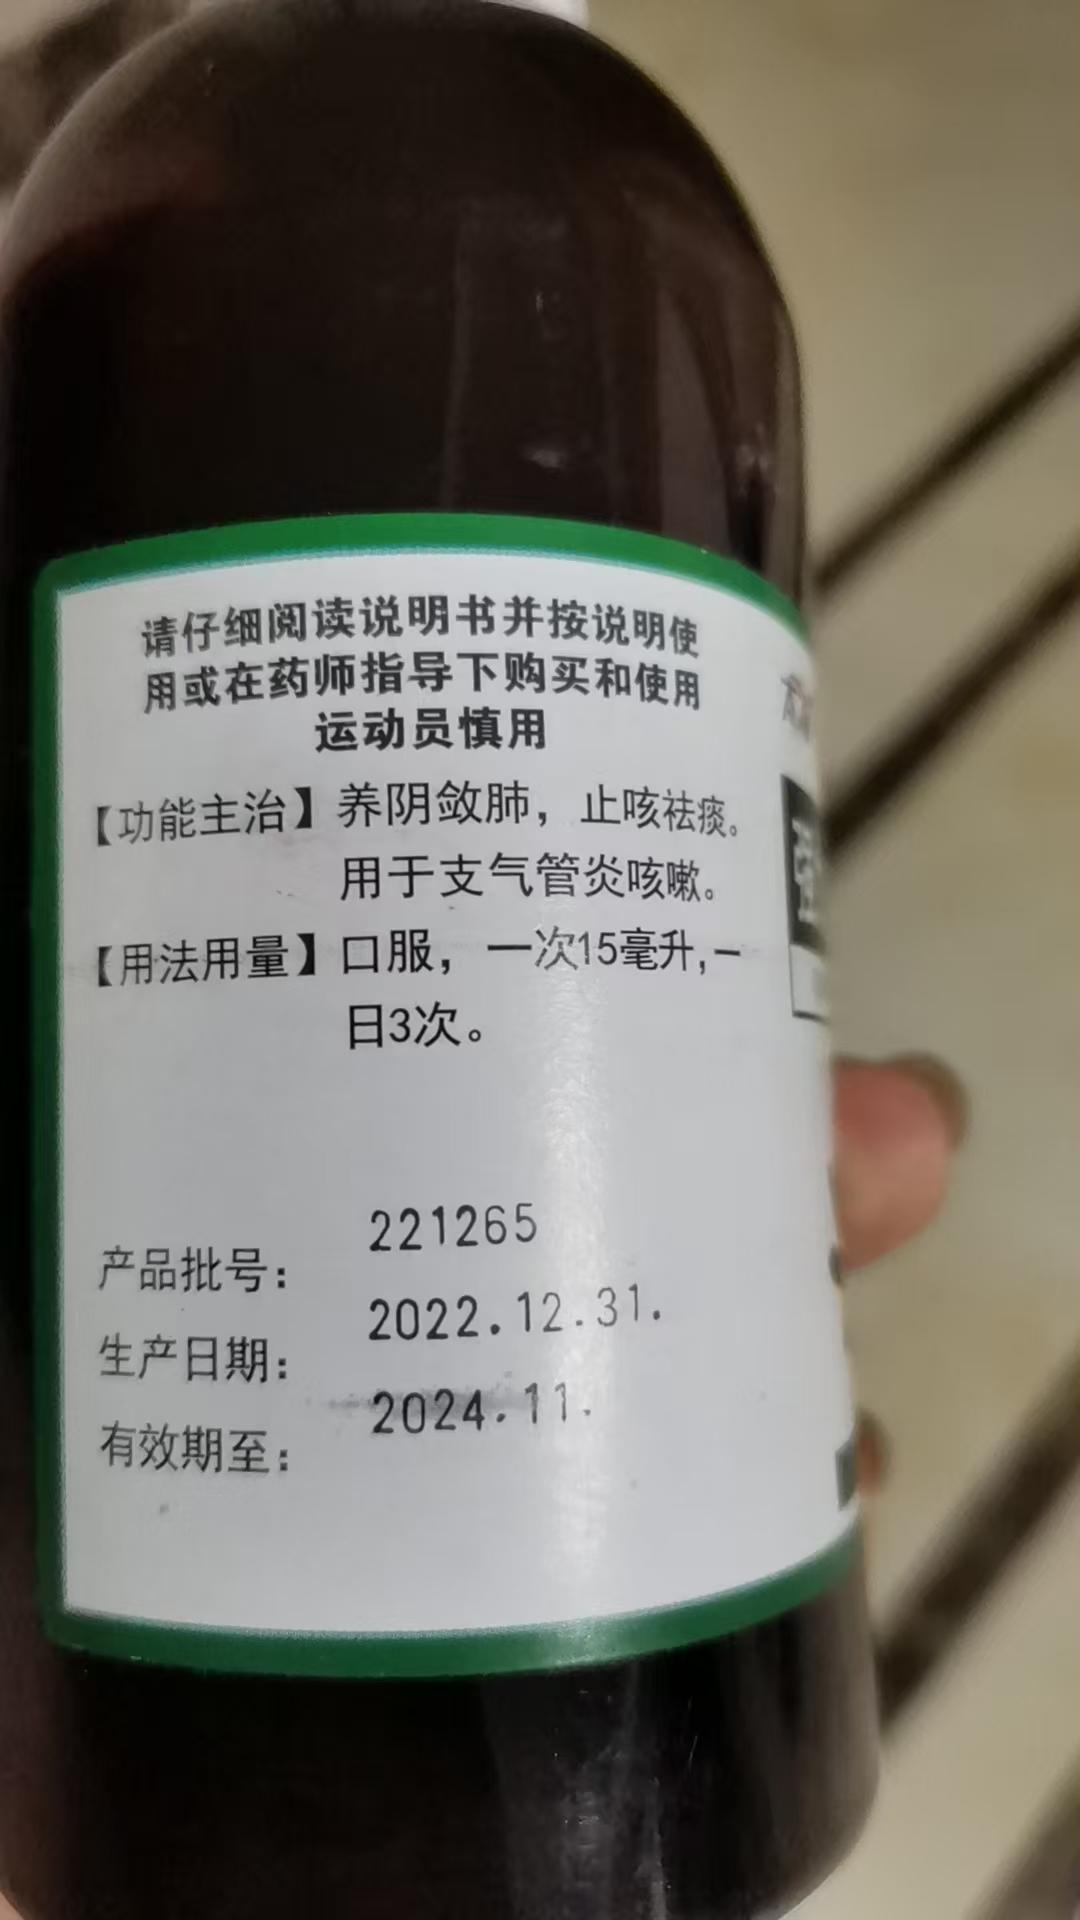 请仔细阅读说明书并按说明使
用或在药师指导下购买和使用
运动员慎用
【功能主治】养阴敛肺，止咳祛痰。
用于支气管炎咳嗽。
【用法用量】口服，一次15毫升,一
日3次。
产品批号： 221265
生产日期： 2022.12.31.
有效期至： 2024.11.